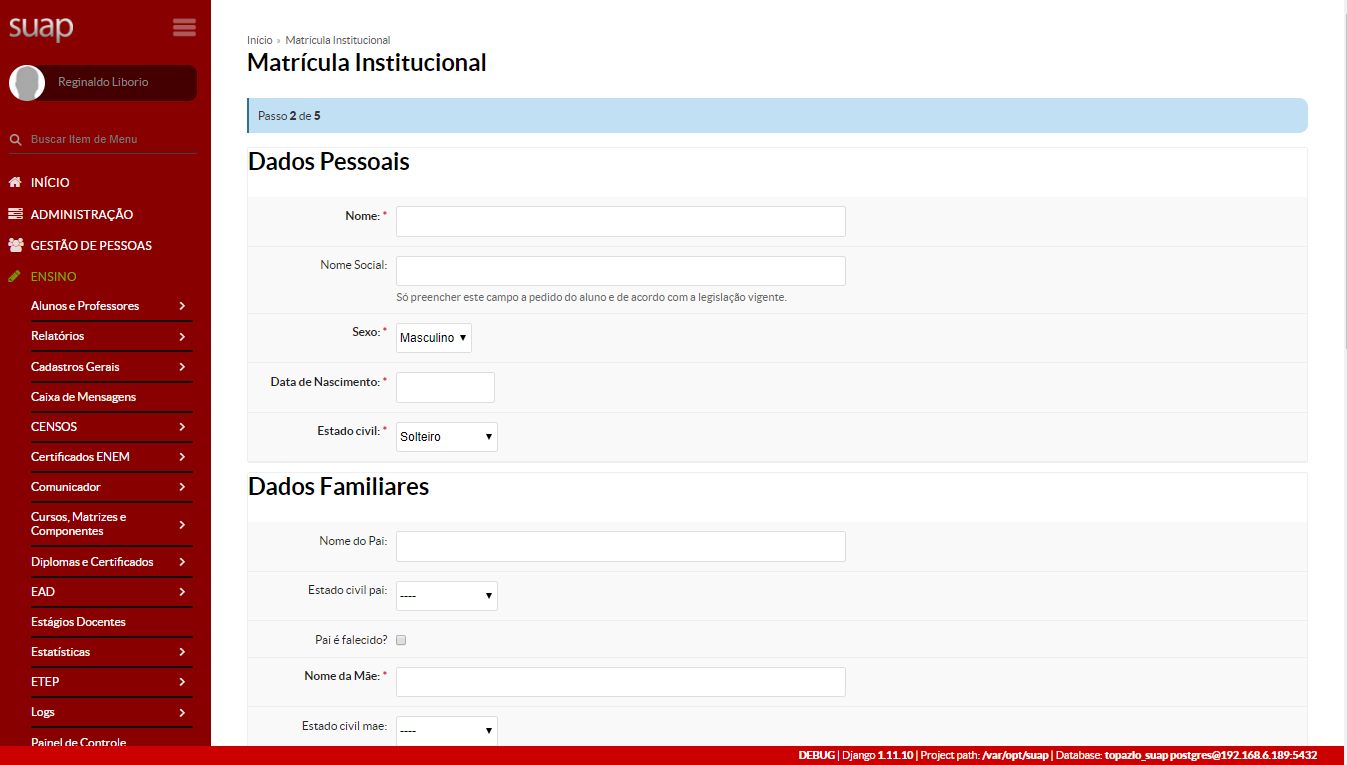 suap
Reginaldo Liborio
Buscar Item de Menu
INÍCIO
ADMINISTRAÇÃO
GESTÃO DE PESSOAS
ENSINO
Alunos e Professores
Relatórios
Cadastros Gerais
Caixa de Mensagens
CENSOS
Certificados ENEM
Comunicador
Cursos, Matrizes e
Componentes
Diplomas e Certificados
EAD
Estágios Docentes
Estatísticas
ETEP
Logs
Painel de Controle
Início » Matrícula Institucional
Matrícula Institucional
Passo 2 de 5
Dados Pessoais
Nome: *
Nome Social:
Só preencher este campo a pedido do aluno e de acordo com a legislação vigente.
Sexo: * Masculino
Data de Nascimento: *
Estado civil: * Solteiro
Dados Familiares
Nome do Pai:
Estado civil pai: ----
Pai é falecido?
Nome da Mãe: *
Estado civil mae: ----
DEBUG | Django 1.11.10 | Project path: /var/opt/suap | Database: topazio_suap postgres@192.168.6.189:5432